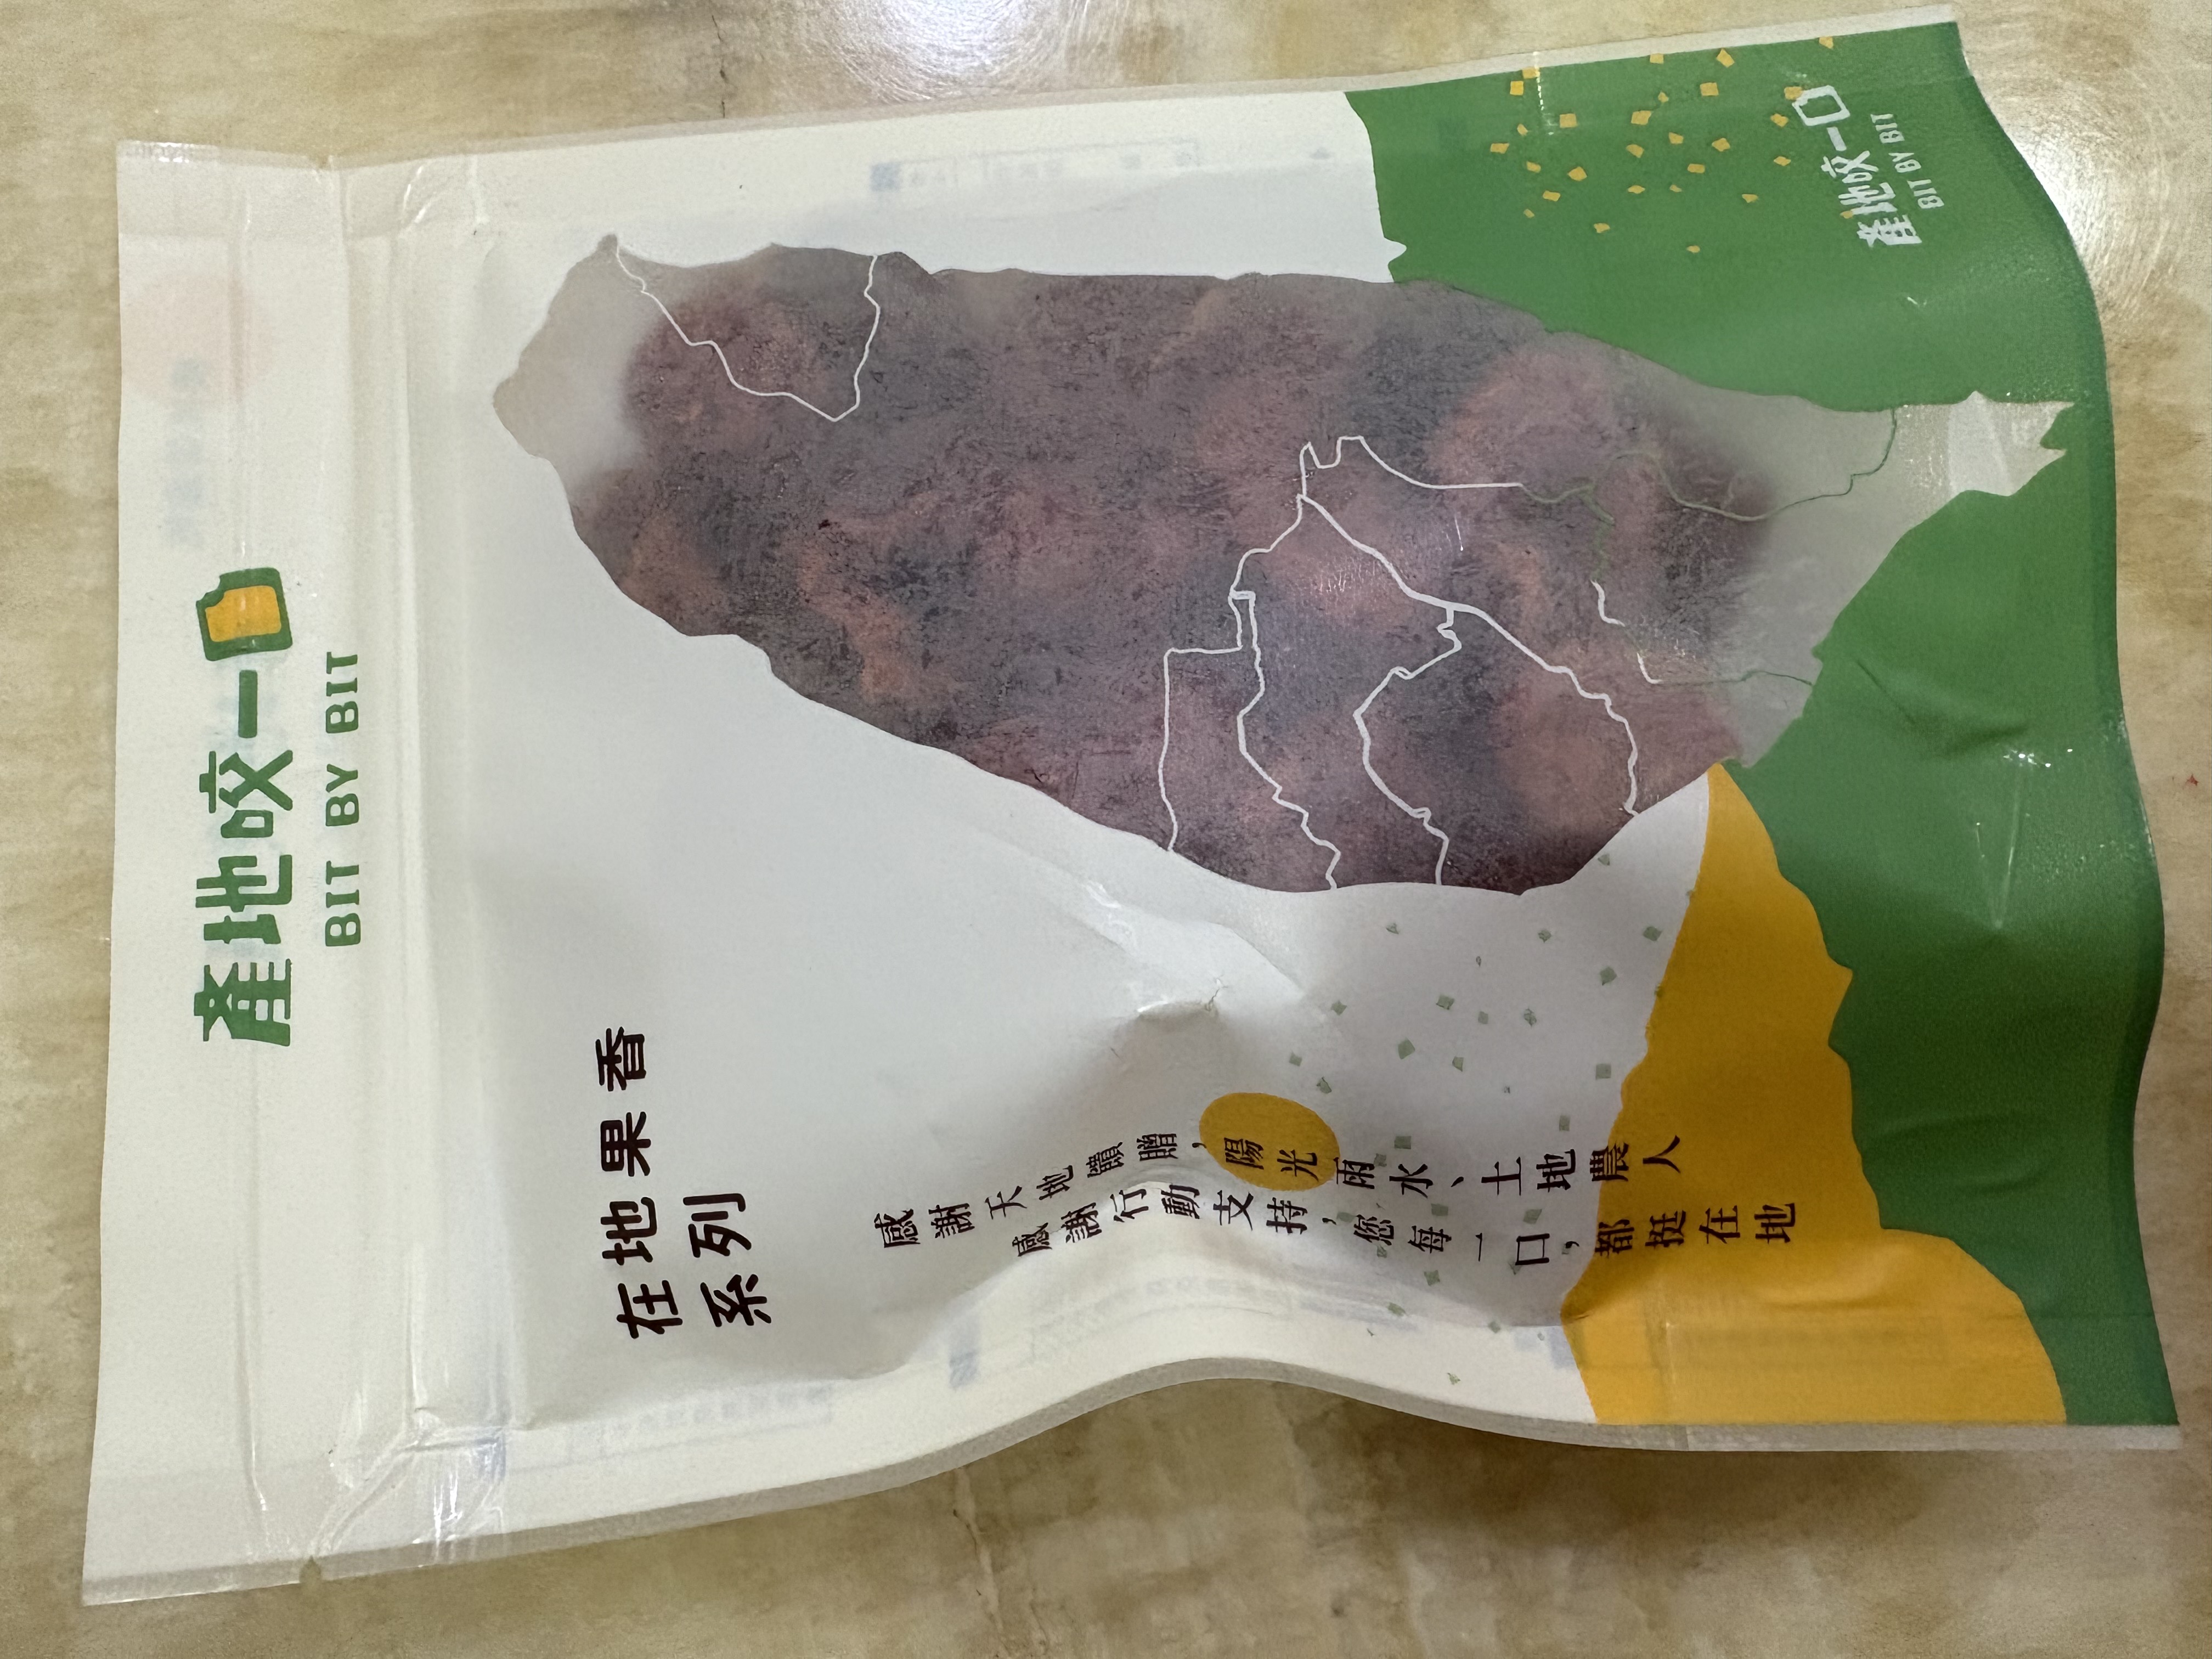 產地咬一口
BIT BY BIT
在地果香
系列
感謝天地饋贈，陽光雨水、土地農人
感謝行動支持，您每一口，都挺在地
產地咬一口
BIT BY BIT